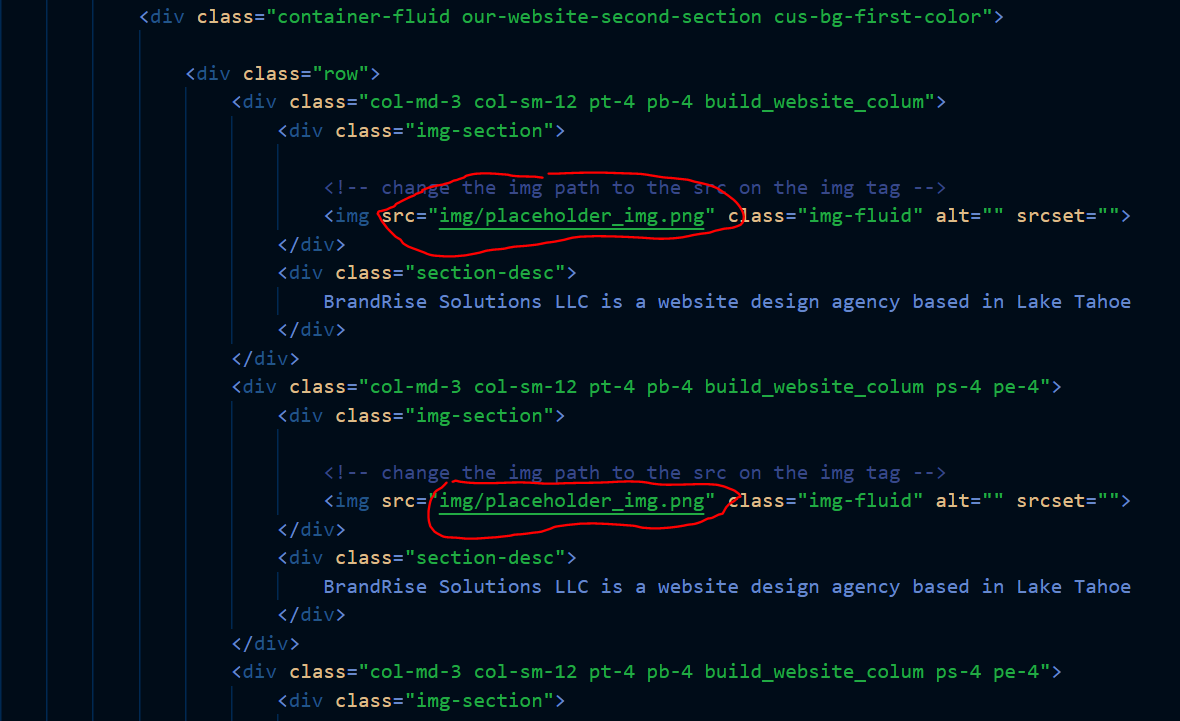 <div class="container-fluid our-website-second-section cus-bg-first-color">
<div class="row">
<div class="col-md-3 col-sm-12 pt-4 pb-4 build_website_colum">
<div class="img-section">
<!-- change the img path to the src on the img tag -->
<img src="img/placeholder_img.png" class="img-fluid" alt="" srcset="">
</div>
<div class="section-desc">
BrandRise Solutions LLC is a website design agency based in Lake Tahoe
</div>
</div>
<div class="col-md-3 col-sm-12 pt-4 pb-4 build_website_colum ps-4 pe-4">
<div class="img-section">
<!-- change the img path to the src on the img tag -->
<img src="img/placeholder_img.png" class="img-fluid" alt="" srcset="">
</div>
<div class="section-desc">
BrandRise Solutions LLC is a website design agency based in Lake Tahoe
</div>
</div>
<div class="col-md-3 col-sm-12 pt-4 pb-4 build_website_colum ps-4 pe-4">
<div class="img-section">